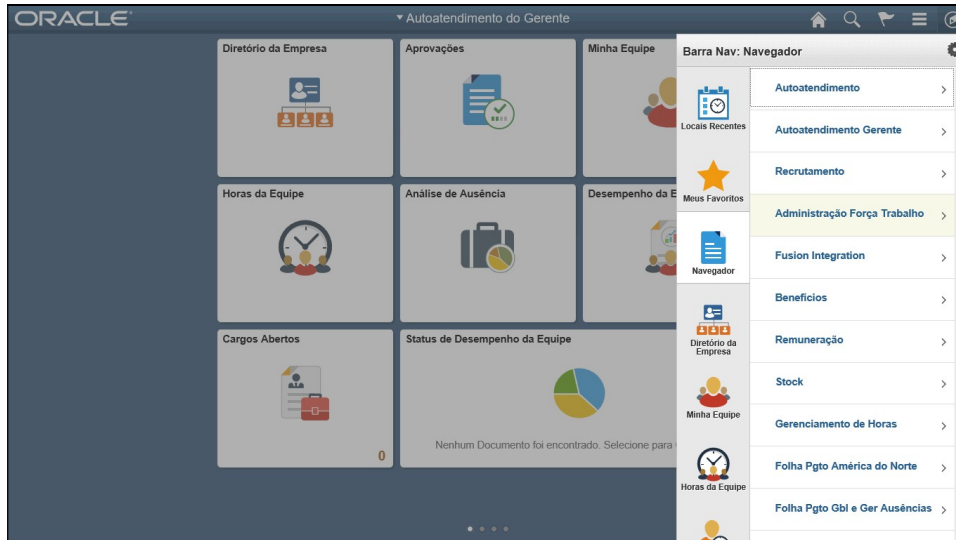 ORACLE
Autoatendimento do Gerente
Diretório da Empresa
Aprovações
Minha Equipe
Horas da Equipe
Análise de Ausência
Desempenho da E
Cargos Abertos
0
Status de Desempenho da Equipe
Nenhum Documento foi encontrado. Selecione para
Barra Nav: Navegador
Locais Recentes
Meus Favoritos
Navegador
Diretório da
Empresa
Minha Equipe
Horas da Equipe
Autoatendimento
Autoatendimento Gerente
Recrutamento
Administração Força Trabalho
Fusion Integration
Benefícios
Remuneração
Stock
Gerenciamento de Horas
Folha Pgto América do Norte
Folha Pgto Gbl e Ger Ausências